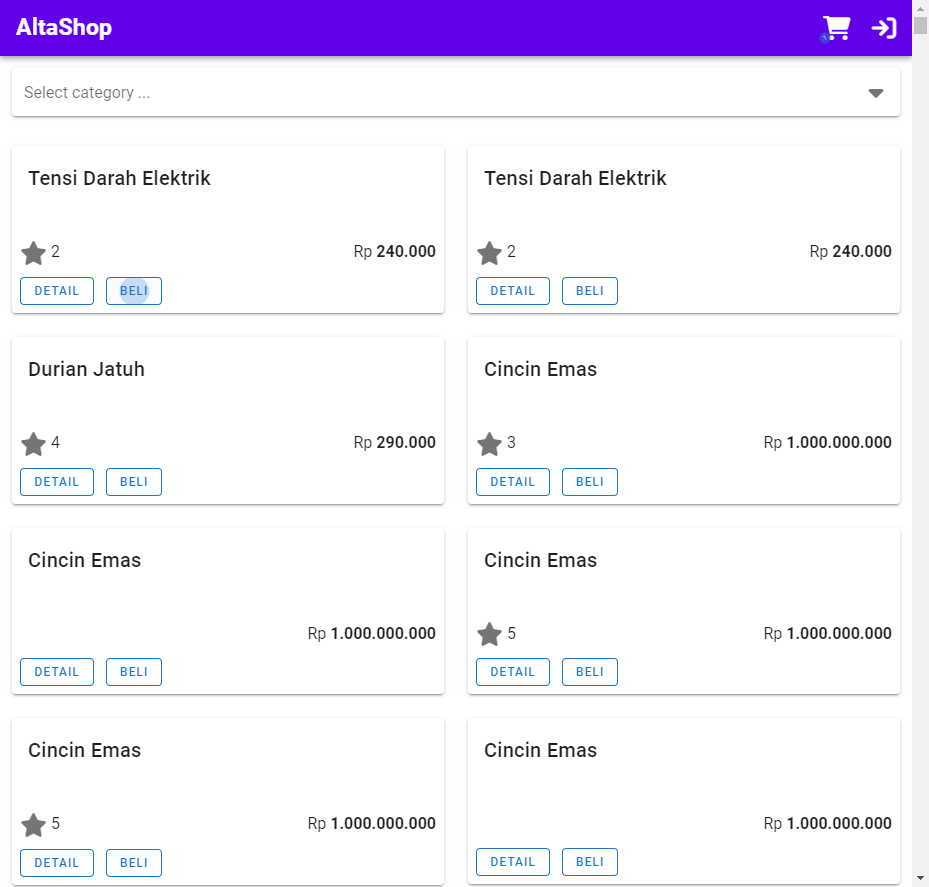 AltaShop
Select category ...
Tensi Darah Elektrik
2
Rp 240.000
DETAIL
BELI
Tensi Darah Elektrik
2
Rp 240.000
DETAIL
BELI
Durian Jatuh
4
Rp 290.000
DETAIL
BELI
Cincin Emas
3
Rp 1.000.000.000
DETAIL
BELI
Cincin Emas
Rp 1.000.000.000
DETAIL
BELI
Cincin Emas
5
Rp 1.000.000.000
DETAIL
BELI
Cincin Emas
5
Rp 1.000.000.000
DETAIL
BELI
Cincin Emas
Rp 1.000.000.000
DETAIL
BELI